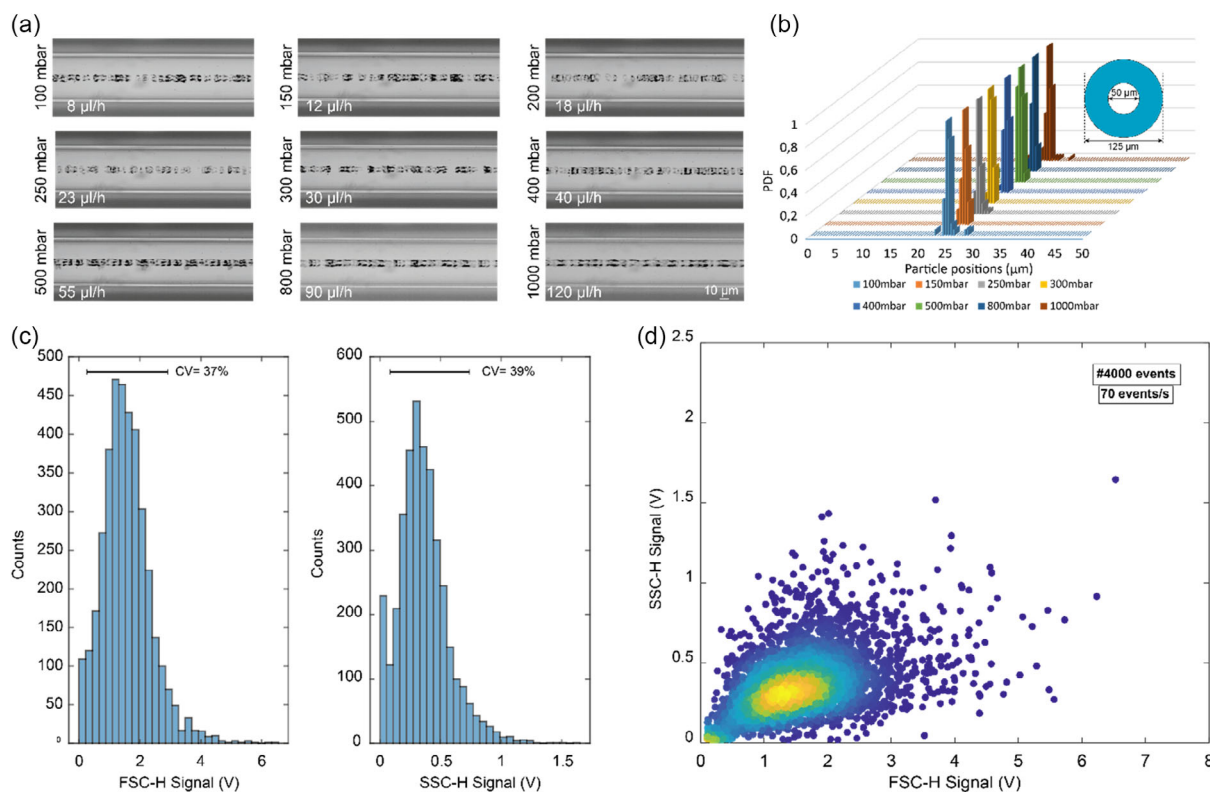 (a)
100 mbar
8 µl/h
150 mbar
12 µl/h
200 mbar
18 µl/h
250 mbar
23 µl/h
300 mbar
30 µl/h
400 mbar
40 µl/h
500 mbar
55 µl/h
800 mbar
90 µl/h
1000 mbar
120 µl/h
10 µm
(b)
50 µm
125 µm
PDF
1
0,8
0,6
0,4
0,2
0
0 5 10 15 20 25 30 35 40 45 50
Particle positions (µm)
100mbar 150mbar 250mbar 300mbar
400mbar 500mbar 800mbar 1000mbar
(c)
CV= 37%
Counts
500
450
400
350
300
250
200
150
100
50
0
0 2 4 6
FSC-H Signal (V)
CV= 39%
Counts
600
500
400
300
200
100
0
0 0.5 1 1.5
SSC-H Signal (V)
(d)
#4000 events
70 events/s
SSC-H Signal (V)
2.5
2
1.5
1
0.5
0
0 1 2 3 4 5 6 7 8
FSC-H Signal (V)